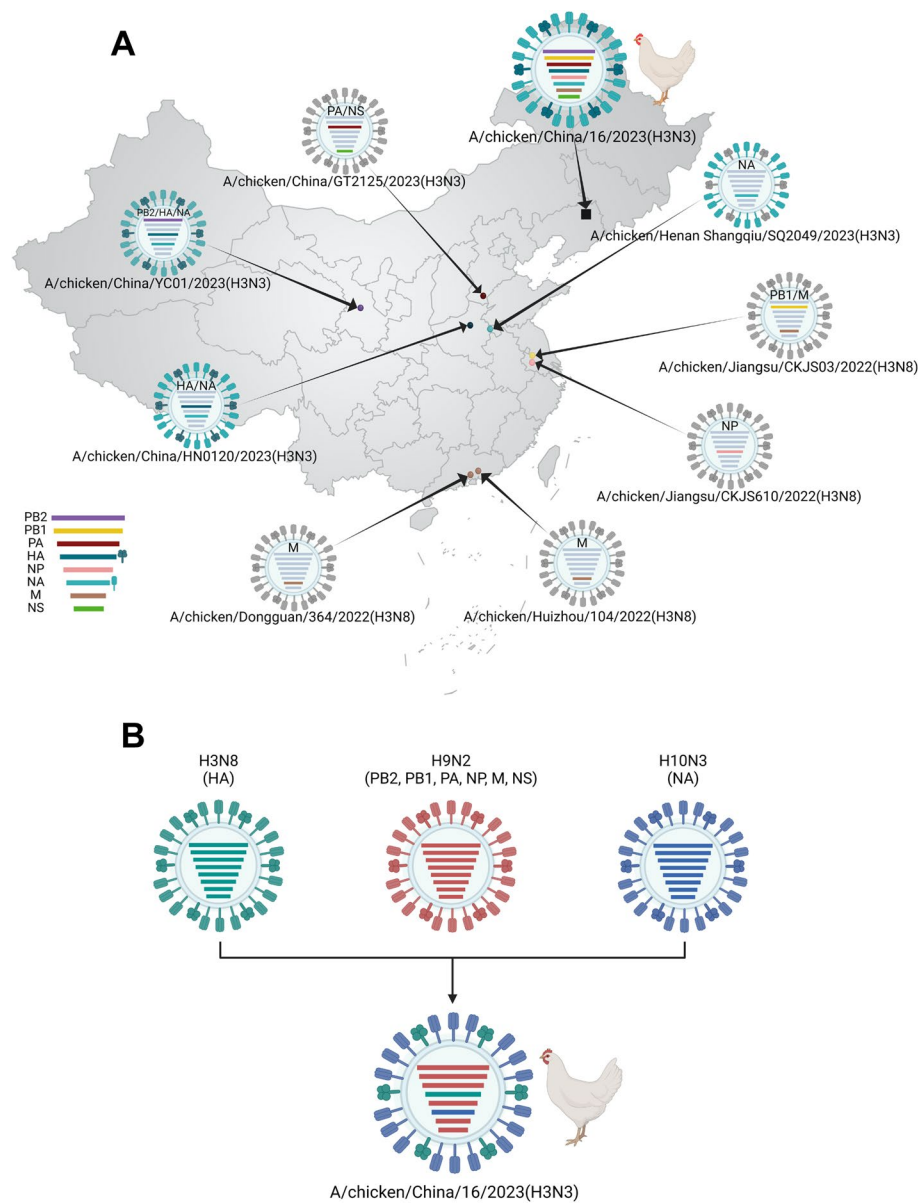 A
A/chicken/China/16/2023(H3N3)
PA/NS
A/chicken/China/GT2125/2023(H3N3)
NA
A/chicken/Henan Shangqiu/SQ2049/2023(H3N3)
PB2/HA/NA
A/chicken/China/YC01/2023(H3N3)
PB1/M
A/chicken/Jiangsu/CKJS03/2022(H3N8)
HA/NA
A/chicken/China/HN0120/2023(H3N3)
NP
A/chicken/Jiangsu/CKJS610/2022(H3N8)
M
A/chicken/Dongguan/364/2022(H3N8)
M
A/chicken/Huizhou/104/2022(H3N8)
PB2
PB1
PA
HA
NP
NA
M
NS
B
H3N8
(HA)
H9N2
(PB2, PB1, PA, NP, M, NS)
H10N3
(NA)
A/chicken/China/16/2023(H3N3)